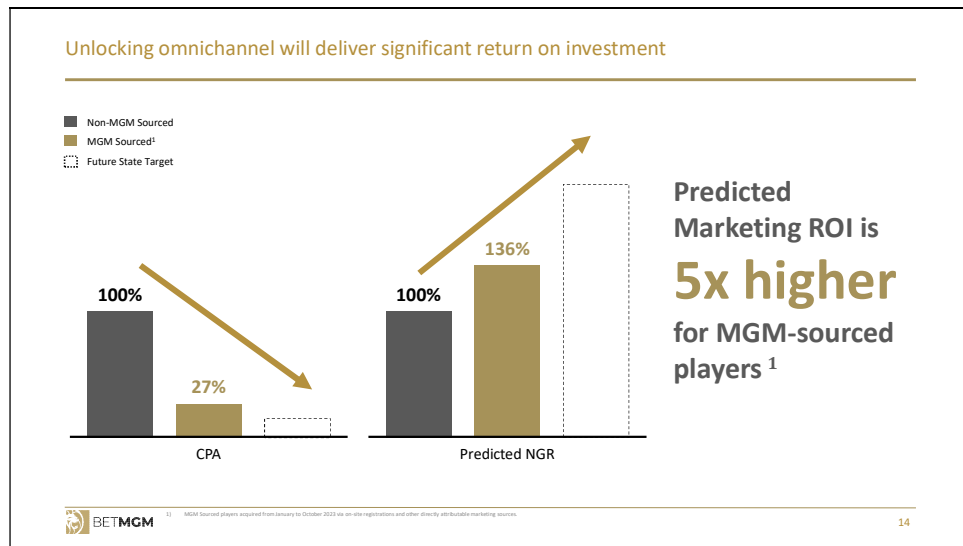 Unlocking omnichannel will deliver significant return on investment
Non-MGM Sourced
MGM Sourced¹
Future State Target
100%
27%
CPA
100%
136%
Predicted NGR
Predicted
Marketing ROI is
5x higher
for MGM-sourced
players ¹
BETMGM
1) MGM Sourced players acquired from January to October 2023 via on-site registrations and other directly attributable marketing sources.
14